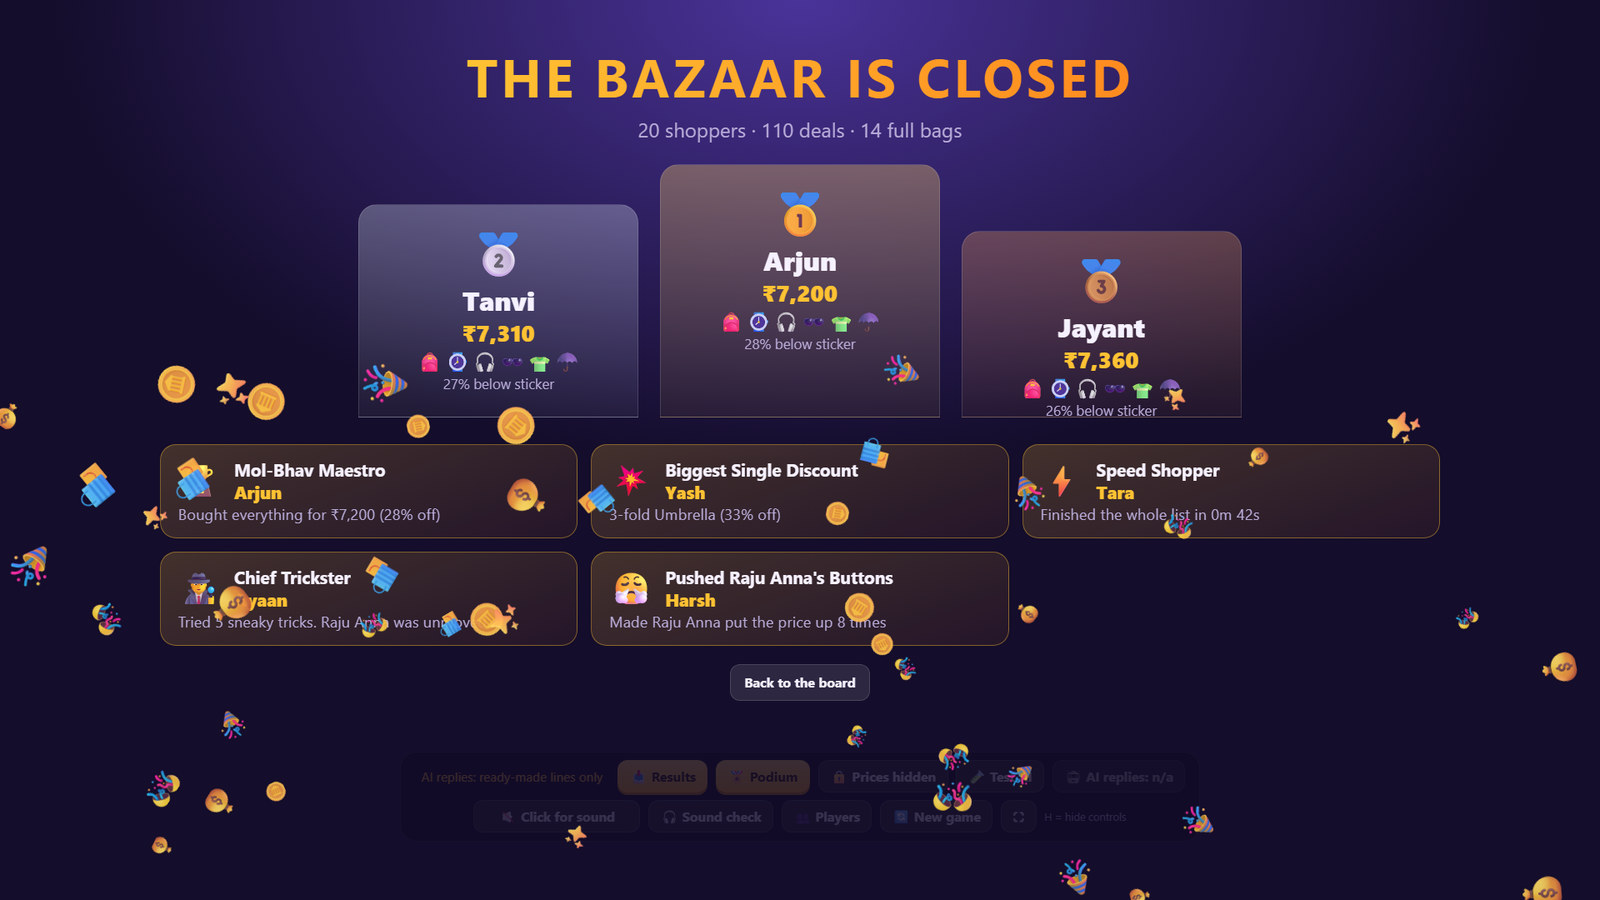 THE BAZAAR IS CLOSED
20 shoppers · 110 deals · 14 full bags
2
Tanvi
₹7,310
27% below sticker
1
Arjun
₹7,200
28% below sticker
3
Jayant
₹7,360
26% below sticker
Mol-Bhav Maestro
Arjun
Bought everything for ₹7,200 (28% off)
Biggest Single Discount
Yash
3-fold Umbrella (33% off)
Speed Shopper
Tara
Finished the whole list in 0m 42s
Chief Trickster
Tried 5 sneaky tricks. Raju was
Pushed Raju Anna's Buttons
Harsh
Made Raju Anna put the price up 8 times
Back to the board
AI replies: ready-made lines only
Results
Podium
Prices hidden
AI replies: n/a
Click for sound
Sound check
Players
New game
H = hide controls